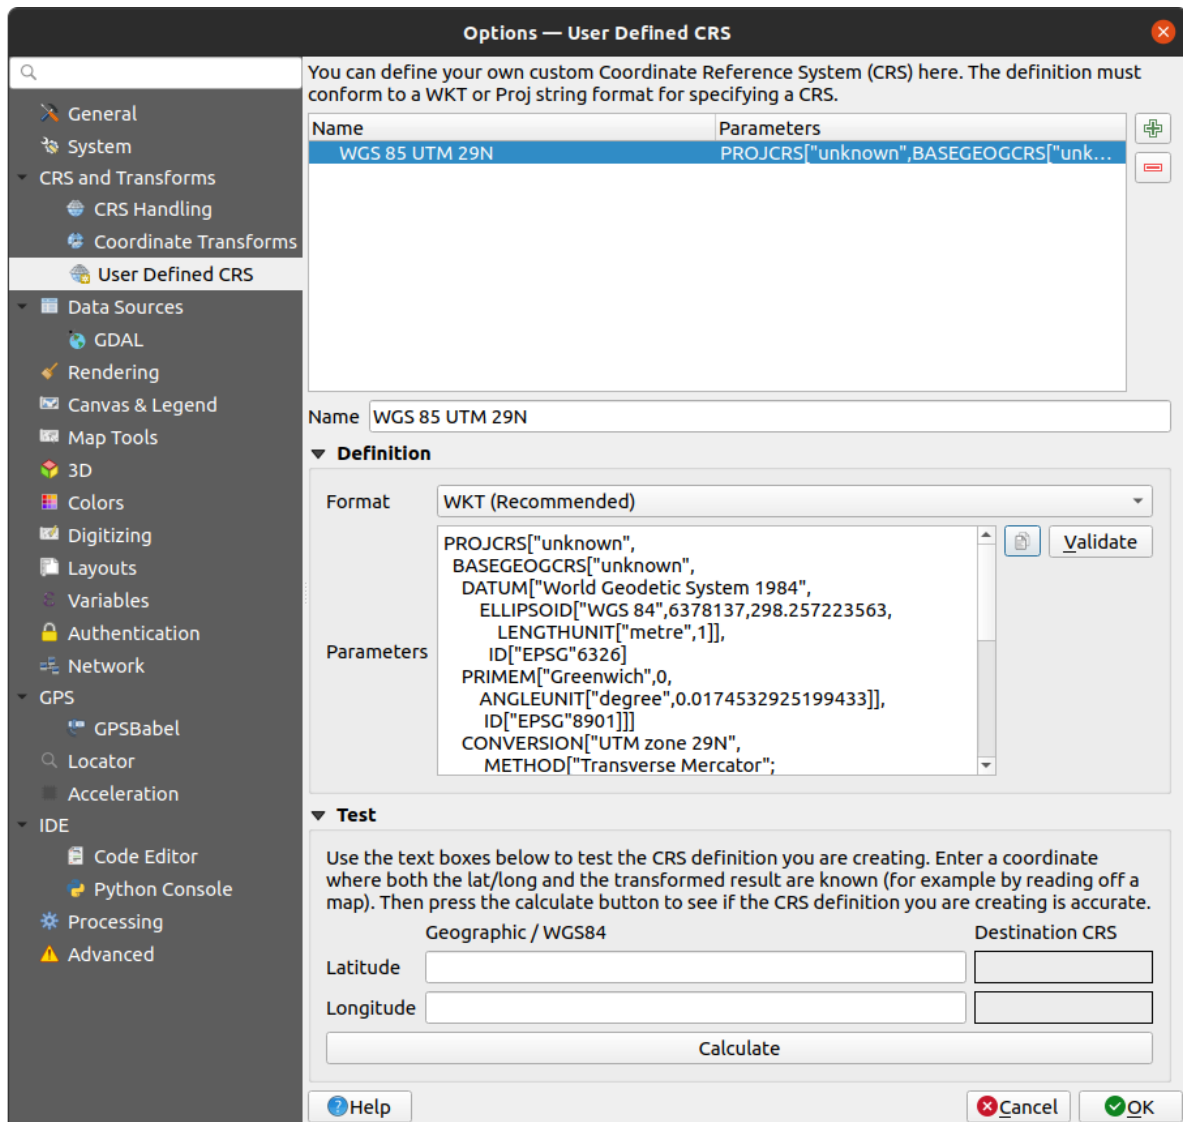 Options — User Defined CRS
General
System
CRS and Transforms
CRS Handling
Coordinate Transforms
User Defined CRS
Data Sources
GDAL
Rendering
Canvas & Legend
Map Tools
3D
Colors
Digitizing
Layouts
Variables
Authentication
Network
GPS
GPSBabel
Locator
Acceleration
IDE
Code Editor
Python Console
Processing
Advanced
You can define your own custom Coordinate Reference System (CRS) here. The definition must
conform to a WKT or Proj string format for specifying a CRS.
Name Parameters
WGS 85 UTM 29N PROJCRS["unknown",BASEGEOGCRS["unk...
Name WGS 85 UTM 29N
Definition
Format WKT (Recommended)
Validate
Parameters
PROJCRS["unknown",
BASEGEOGCRS["unknown",
DATUM["World Geodetic System 1984",
ELLIPSOID["WGS 84",6378137,298.257223563,
LENGTHUNIT["metre",1]],
ID["EPSG"6326]
PRIMEM["Greenwich",0,
ANGLEUNIT["degree",0.0174532925199433]],
ID["EPSG"8901]]]
CONVERSION["UTM zone 29N",
METHOD["Transverse Mercator";
Test
Use the text boxes below to test the CRS definition you are creating. Enter a coordinate
where both the lat/long and the transformed result are known (for example by reading off a
map). Then press the calculate button to see if the CRS definition you are creating is accurate.
Geographic / WGS84 Destination CRS
Latitude
Longitude
Calculate
Help Cancel OK